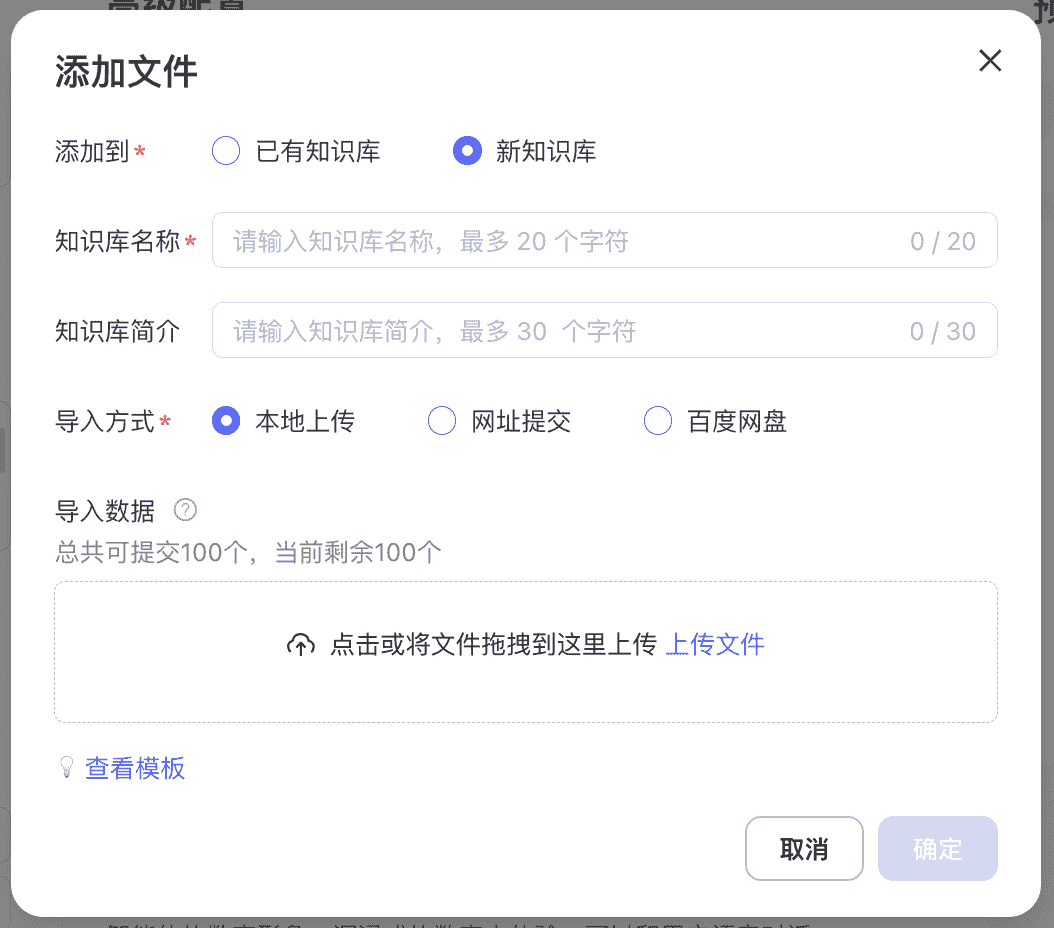 高级配置
预
添加文件
添加到* 已有知识库 新知识库
知识库名称* 请输入知识库名称，最多 20 个字符 0 / 20
知识库简介 请输入知识库简介，最多 30 个字符 0 / 30
导入方式* 本地上传 网址提交 百度网盘
导入数据 ?
总共可提交100个，当前剩余100个
点击或将文件拖拽到这里上传 上传文件
查看模板
取消 确定